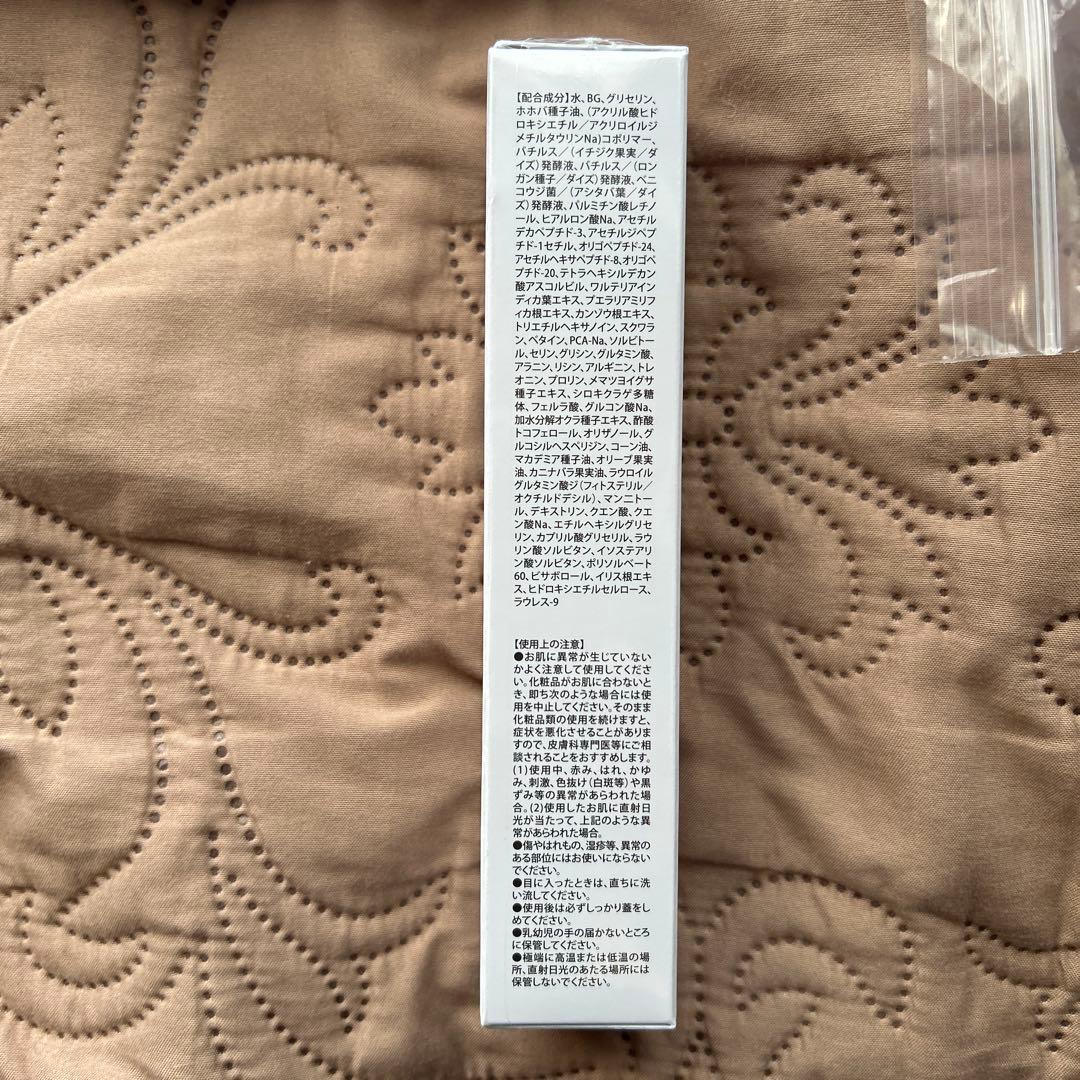 【配合成分】水、BG、グリセリン、
ホホバ種子油、(アクリル酸ヒド
ロキシエチル／アクリロイルジ
メチルタウリンNa)コポリマー、
バチルス／(イチジク果実／ダ
イズ)発酵液、バチルス／(ロン
ガン種子／ダイズ)発酵液、ベニ
コウジ菌／(アシタバ葉／ダイ
ズ)発酵液、パルミチン酸レチノ
ール、ヒアルロン酸Na、アセチル
デカペプチド-3、アセチルジペプ
チド-1セチル、オリゴペプチド-24、
アセチルヘキサペプチド-8、オリゴペ
プチド-20、テトラヘキシルデカン
酸アスコルビル、ワルテリアイン
ディカ葉エキス、プエラリアミリフ
ィカ根エキス、カンゾウ根エキス、
トリエチルヘキサノイン、スクワラ
ン、ベタイン、PCA-Na、ソルビトー
ル、セリン、グリシン、グルタミン酸、
アラニン、リシン、アルギニン、トレ
オニン、プロリン、メマツヨイグサ
種子エキス、シロキクラゲ多糖
体、フェルラ酸、グルコン酸Na、
加水分解オクラ種子エキス、酢酸
トコフェロール、オリザノール、グ
ルコシルヘスペリジン、コーン油、
マカデミア種子油、オリーブ果実
油、カニナバラ果実油、ラウロイル
グルタミン酸ジ(フィトステリル／
オクチルドデシル)、マンニトー
ル、デキストリン、クエン酸、クエ
ン酸Na、エチルヘキシルグリセ
リン、カプリル酸グリセリル、ラウ
リン酸ソルビタン、イソステアリ
ン酸ソルビタン、ポリソルベート
60、ビサボロール、イリス根エキ
ス、ヒドロキシエチルセルロース、
ラウレス-9
【使用上の注意】
●お肌に異常が生じていない
かよく注意して使用してくださ
い。化粧品がお肌に合わないと
き、即ち次のような場合には使
用を中止してください。そのまま
化粧品類の使用を続けますと、
症状を悪化させることがありま
すので、皮膚科専門医等にご相
談されることをおすすめします。
(1)使用中、赤み、はれ、かゆ
み、刺激、色抜け(白斑等)や黒
ずみ等の異常があらわれた場
合。(2)使用したお肌に直射日
光が当たって、上記のような異
常があらわれた場合。
●傷やはれもの、湿疹等、異常の
ある部位にはお使いにならない
でください。
●目に入ったときは、直ちに洗
い流してください。
●使用後は必ずしっかり蓋をし
めてください。
●乳幼児の手の届かないところ
に保管してください。
●極端に高温または低温の場
所、直射日光のあたる場所には
保管しないでください。